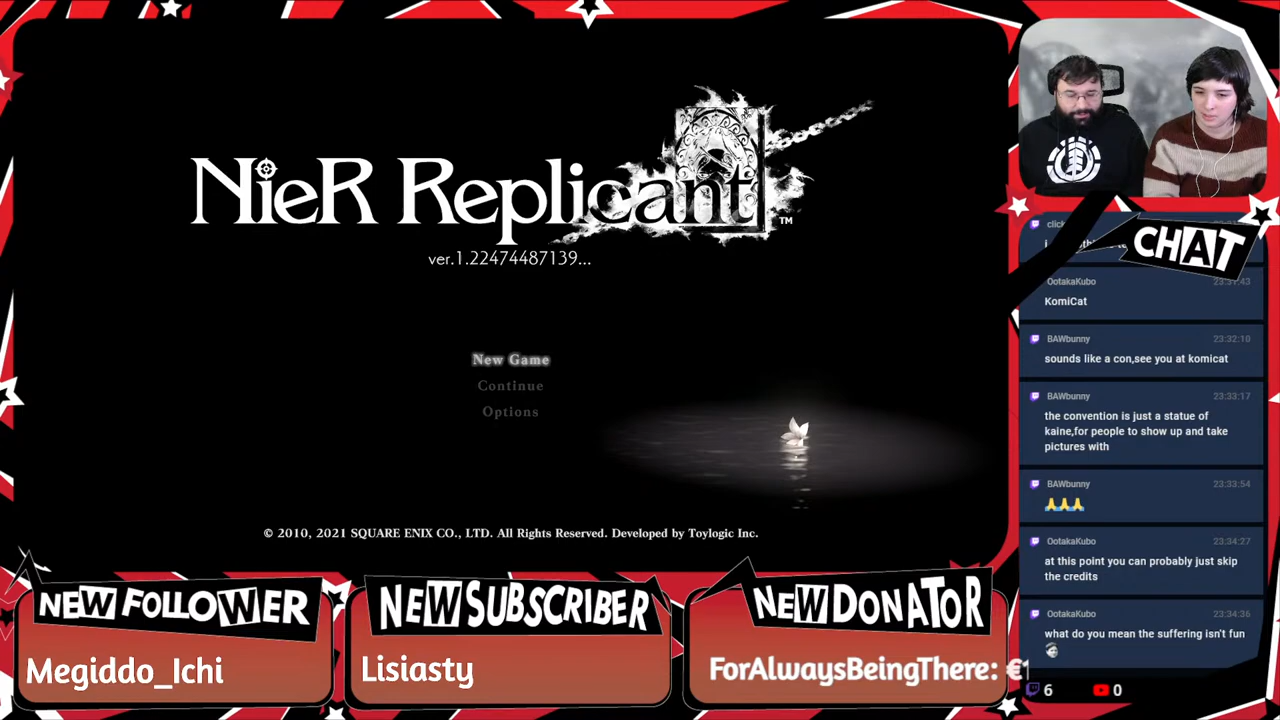 NieR Replicant™
ver.1.22474487139...
New Game
Continue
Options
© 2010, 2021 SQUARE ENIX CO., LTD. All Rights Reserved. Developed by Toylogic Inc.
CHAT
OotakaKubo 23:31:43
KomiCat
BAWbunny 23:32:10
sounds like a con,see you at komicat
BAWbunny 23:33:17
the convention is just a statue of
kaine,for people to show up and take
pictures with
BAWbunny 23:33:54
🙏🙏🙏
OotakaKubo 23:34:27
at this point you can probably just skip
the credits
OotakaKubo 23:34:36
what do you mean the suffering isn't fun
6 0
NEW FOLLOWER
Megiddo_Ichi
NEW SUBSCRIBER
Lisiasty
NEW DONATOR
ForAlwaysBeingThere: